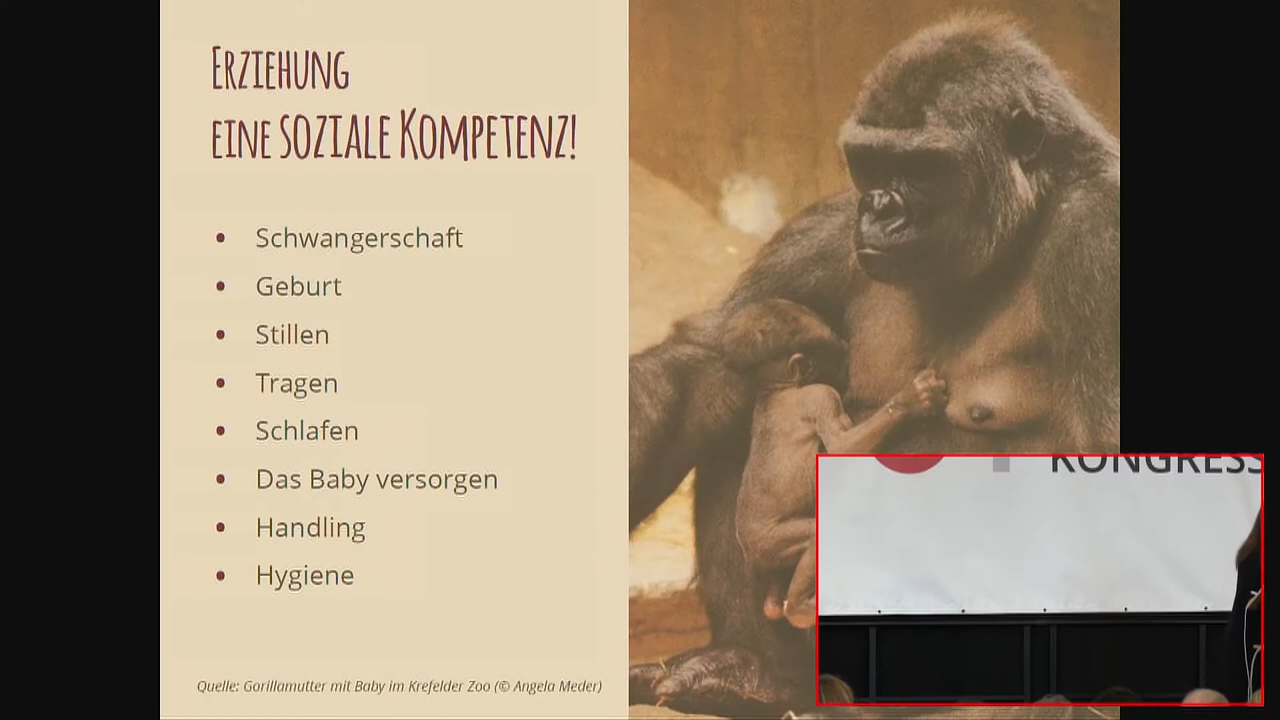 Erziehung
eine soziale Kompetenz!
• Schwangerschaft
• Geburt
• Stillen
• Tragen
• Schlafen
• Das Baby versorgen
• Handling
• Hygiene
Quelle: Gorillamutter mit Baby im Krefelder Zoo (© Angela Meder)
KONGRESS